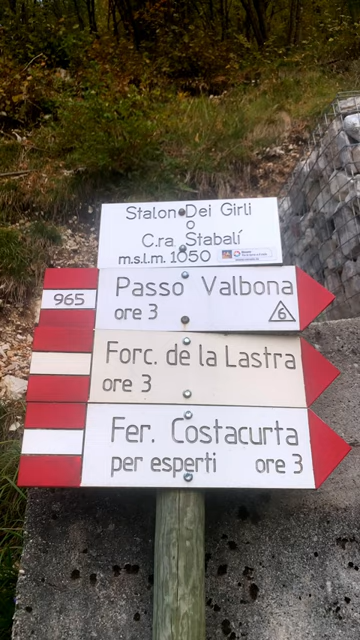 Stalon Dei Girli
o
C.ra Stabalí
m.s.l.m. 1050
965
Passo Valbona
ore 3
6
Forc. de la Lastra
ore 3
Fer. Costacurta
per esperti ore 3